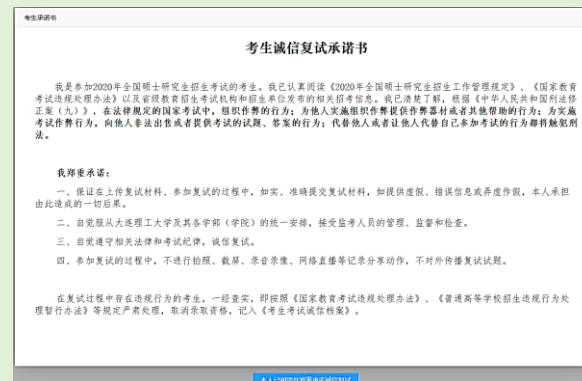 考生承诺书
考生诚信复试承诺书
我是参加2020年全国硕士研究生招生考试的考生。我已认真阅读《2020年全国硕士研究生招生工作管理规定》、《国家教育
考试违规处理办法》以及省级教育招生考试机构和招生单位发布的相关招考信息。我已清楚了解，根据《中华人民共和国刑法修
正案（九）》，在法律规定的国家考试中，组织作弊的行为；为他人实施组织作弊提供作弊器材或者其他帮助的行为；为实施
考试作弊行为，向他人非法出售或者提供考试的试题、答案的行为；代替他人或者让他人代替自己参加考试的行为都将触犯刑
法。
我郑重承诺：
一、保证在上传复试材料、参加复试的过程中，如实、准确提交复试材料，如提供虚假、错误信息或弄虚作假，本人承担
由此造成的一切后果。
二、自觉服从大连理工大学及其各学部（学院）的统一安排，接受监考人员的管理、监督和检查。
三、自觉遵守相关法律和考试纪律，诚信复试。
四、参加复试的过程中，不进行拍照、截屏、录音录像、网络直播等记录分享动作，不对外传播复试试题。
在复试过程中存在违规行为的考生，一经查实，即按照《国家教育考试违规处理办法》、《普通高等学校招生违规行为处
理暂行办法》等规定严肃处理，取消录取资格，记入《考生考试诚信档案》。
本人已阅读且郑重承诺诚信复试